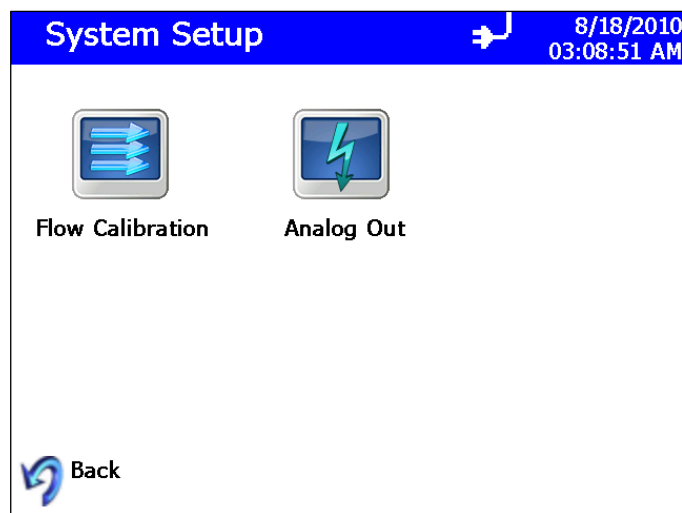 System Setup
8/18/2010
03:08:51 AM
Flow Calibration
Analog Out
Back